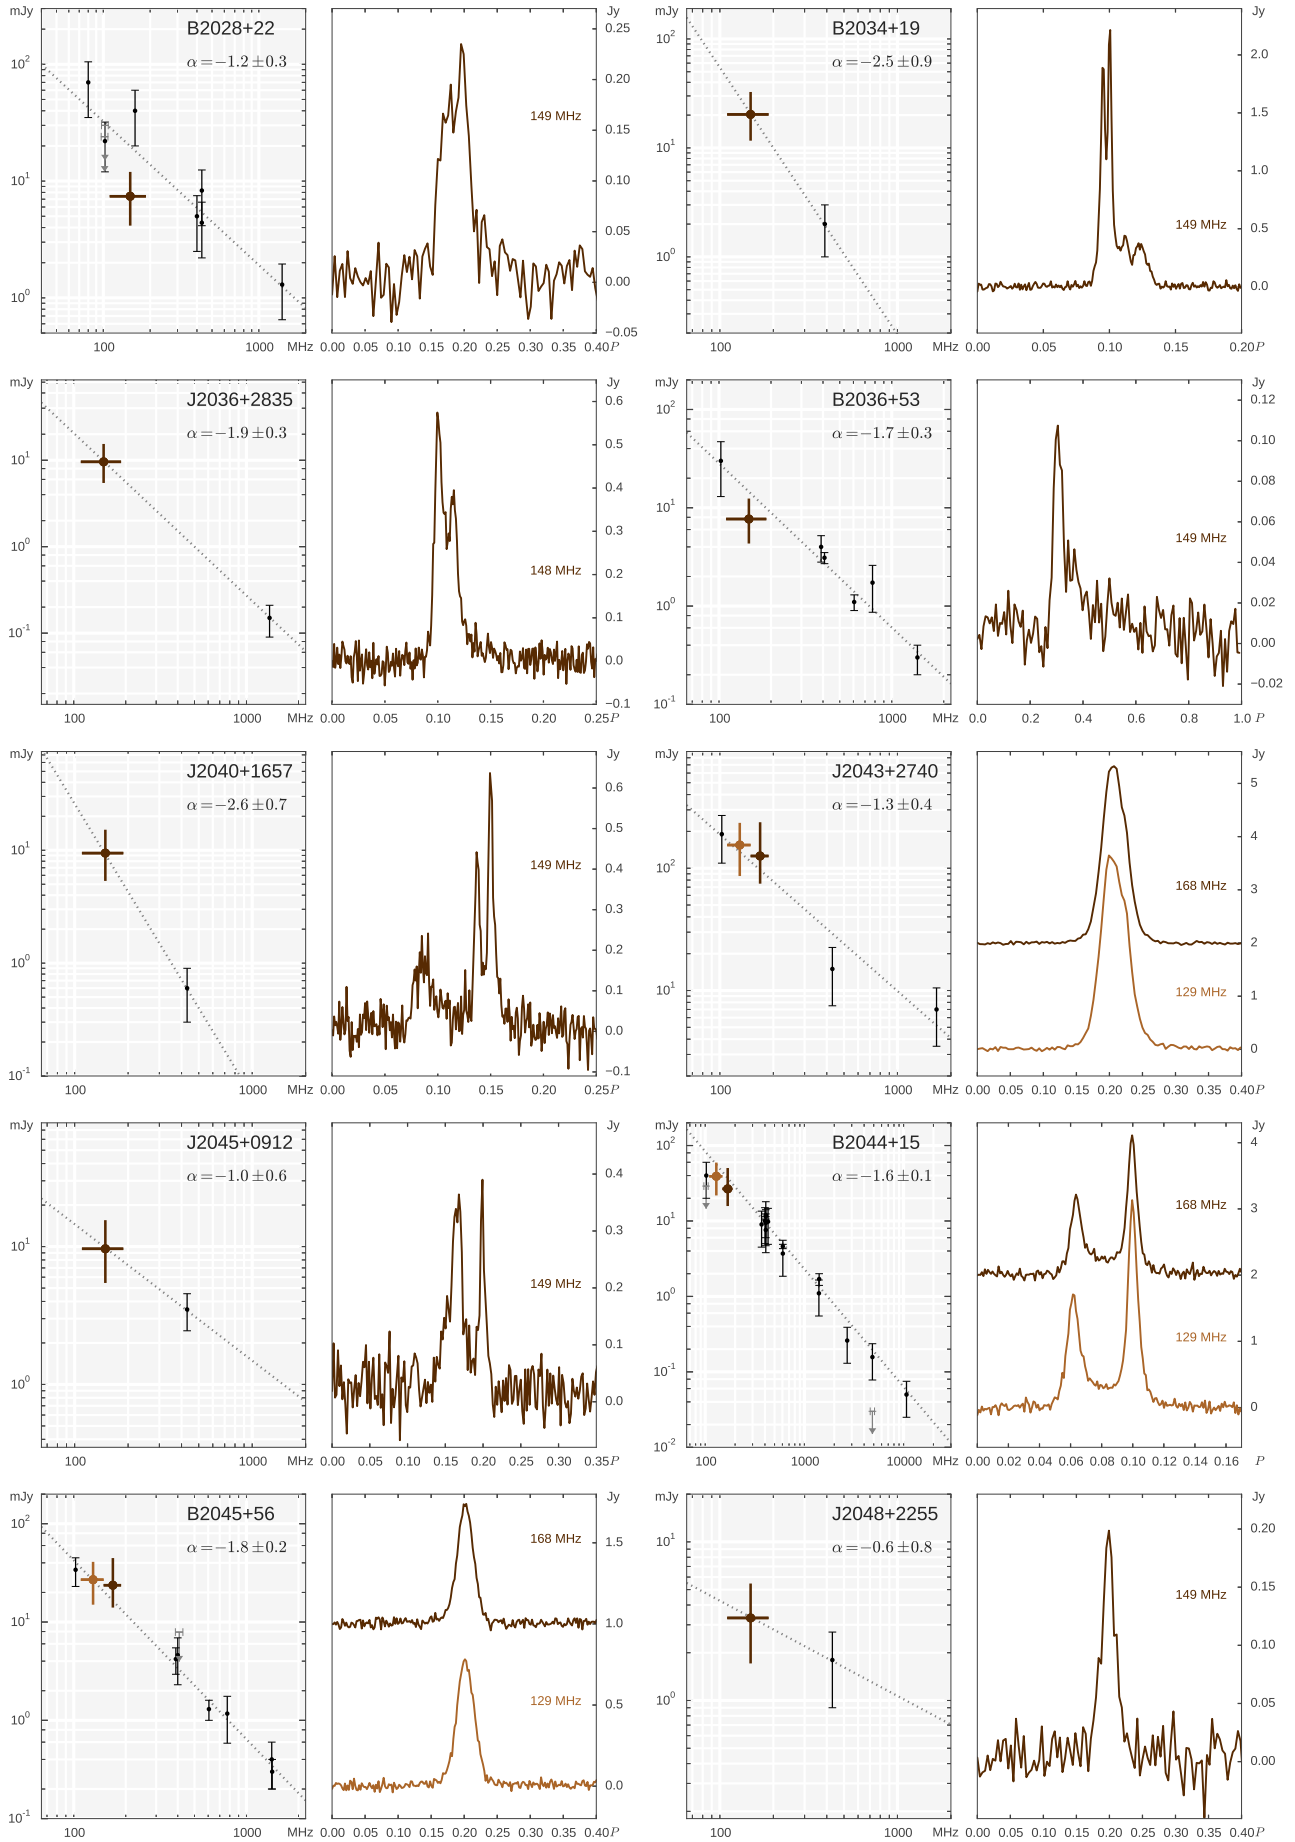 mJy
B2028+22
α = −1.2 ± 0.3
10²
10¹
10⁰
100
1000
MHz
Jy
0.25
0.20
149 MHz
0.15
0.10
0.05
0.00
−0.05
0.00 0.05 0.10 0.15 0.20 0.25 0.30 0.35 0.40 P
mJy
B2034+19
α = −2.5 ± 0.9
10²
10¹
10⁰
100
1000
MHz
Jy
2.0
1.5
1.0
149 MHz
0.5
0.0
0.00 0.05 0.10 0.15 0.20 P
mJy
J2036+2835
α = −1.9 ± 0.3
10¹
10⁰
10⁻¹
100
1000
MHz
Jy
0.6
0.5
0.4
0.3
148 MHz
0.2
0.1
0.0
−0.1
0.00 0.05 0.10 0.15 0.20 0.25 P
mJy
B2036+53
α = −1.7 ± 0.3
10²
10¹
10⁰
10⁻¹
100
1000
MHz
Jy
0.12
0.10
0.08
0.06
149 MHz
0.04
0.02
0.00
−0.02
0.0 0.2 0.4 0.6 0.8 1.0 P
mJy
J2040+1657
α = −2.6 ± 0.7
10¹
10⁰
10⁻¹
100
1000
MHz
Jy
0.6
0.5
0.4
149 MHz
0.3
0.2
0.1
0.0
−0.1
0.00 0.05 0.10 0.15 0.20 0.25 P
mJy
J2043+2740
α = −1.3 ± 0.4
10²
10¹
100
1000
MHz
Jy
5
4
168 MHz
3
2
129 MHz
1
0
0.00 0.05 0.10 0.15 0.20 0.25 0.30 0.35 0.40 P
mJy
J2045+0912
α = −1.0 ± 0.6
10¹
10⁰
100
1000
MHz
Jy
0.4
0.3
149 MHz
0.2
0.1
0.0
0.00 0.05 0.10 0.15 0.20 0.25 0.30 0.35 P
mJy
B2044+15
α = −1.6 ± 0.1
10²
10¹
10⁰
10⁻¹
10⁻²
100
1000
10000
MHz
Jy
4
168 MHz
3
2
129 MHz
1
0
0.00 0.02 0.04 0.06 0.08 0.10 0.12 0.14 0.16 P
mJy
B2045+56
α = −1.8 ± 0.2
10²
10¹
10⁰
10⁻¹
100
1000
MHz
Jy
168 MHz
1.5
1.0
129 MHz
0.5
0.0
0.00 0.05 0.10 0.15 0.20 0.25 0.30 0.35 0.40 P
mJy
J2048+2255
α = −0.6 ± 0.8
10¹
10⁰
100
1000
MHz
Jy
0.20
149 MHz
0.15
0.10
0.05
0.00
0.00 0.05 0.10 0.15 0.20 0.25 0.30 0.35 0.40 P